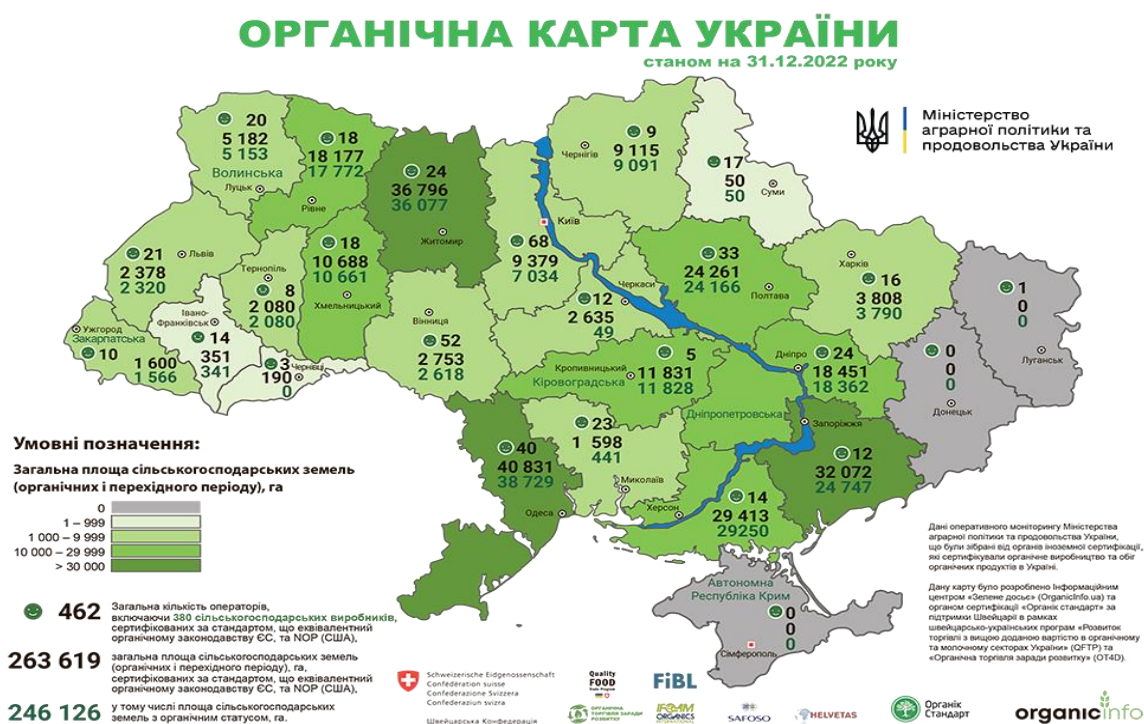 ОРГАНІЧНА КАРТА УКРАЇНИ
станом на 31.12.2022 року
Міністерство
аграрної політики та
продовольства України
20
5 182
5 153
Волинська
Луцьк
18
18 177
17 772
Рівне
24
36 796
36 077
Житомир
9
9 115
9 091
Чернігів
17
50
50
Суми
Київ
68
9 379
7 034
21
2 378
2 320
Львів
Тернопіль
8
2 080
2 080
18
10 688
10 661
Хмельницький
33
24 261
24 166
Полтава
Харків
16
3 808
3 790
1
0
0
Луганськ
Черкаси
12
2 635
49
Івано-
Франківськ
14
351
341
Ужгород
Закарпатська
10
1 600
1 566
3
190
0
Чернівці
Вінниця
52
2 753
2 618
5
Кропивницький
11 831
Кіровоградська
11 828
Дніпро
24
18 451
18 362
Дніпропетровська
0
0
0
Донецьк
Запоріжжя
12
32 072
24 747
40
40 831
38 729
Одеса
23
1 598
441
Миколаїв
14
29 413
29250
Херсон
Автономна
Республіка Крим
0
0
0
Сімферополь
Умовні позначення:
Загальна площа сільськогосподарських земель
(органічних і перехідного періоду), га
0
1 – 999
1 000 – 9 999
10 000 – 29 999
> 30 000
462
Загальна кількість операторів,
включаючи 380 сільськогосподарських виробників,
сертифікованих за стандартом, що еквівалентний
органічному законодавству ЄС, та NOP (США),
263 619
загальна площа сільськогосподарських земель
(органічних і перехідного періоду), га,
сертифікованих за стандартом, що еквівалентний
органічному законодавству ЄС, та NOP (США),
246 126
у тому числі площа сільськогосподарських
земель з органічним статусом, га.
Дані оперативного моніторингу Міністерства
аграрної політики та продовольства України,
що були зібрані від органів іноземної сертифікації,
які сертифікували органічне виробництво та обіг
органічних продуктів в Україні.
Дану карту було розроблено Інформаційним
центром «Зелене досьє» (OrganicInfo.ua) та
органом сертифікації «Органік стандарт» за
підтримки Швейцарії в рамках
швейцарсько-українських програм «Розвиток
торгівлі з вищою доданою вартістю в органічному
та молочному секторах України» (QFTP) та
«Органічна торгівля заради розвитку» (OT4D).
Schweizerische Eidgenossenschaft
Confédération suisse
Confederazione Svizzera
Confederaziun svizra
Швейцарська Конфедерація
Quality
FOOD
Trade Program
FiBL
ОРГАНІЧНА
ТОРГІВЛЯ ЗАРАДИ
РОЗВИТКУ
IFOAM
ORGANICS
INTERNATIONAL
SAFOSO
HELVETAS
Органік
Стандарт
organicinfo